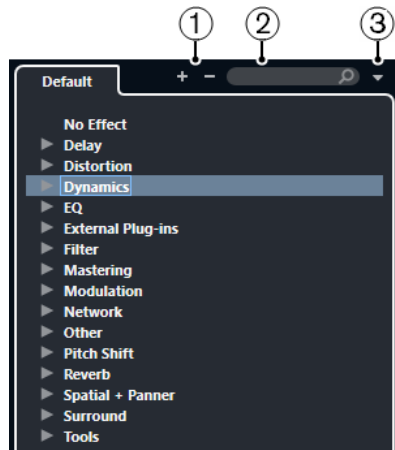 1 2 3
Default + −
No Effect
Delay
Distortion
Dynamics
EQ
External Plug-ins
Filter
Mastering
Modulation
Network
Other
Pitch Shift
Reverb
Spatial + Panner
Surround
Tools